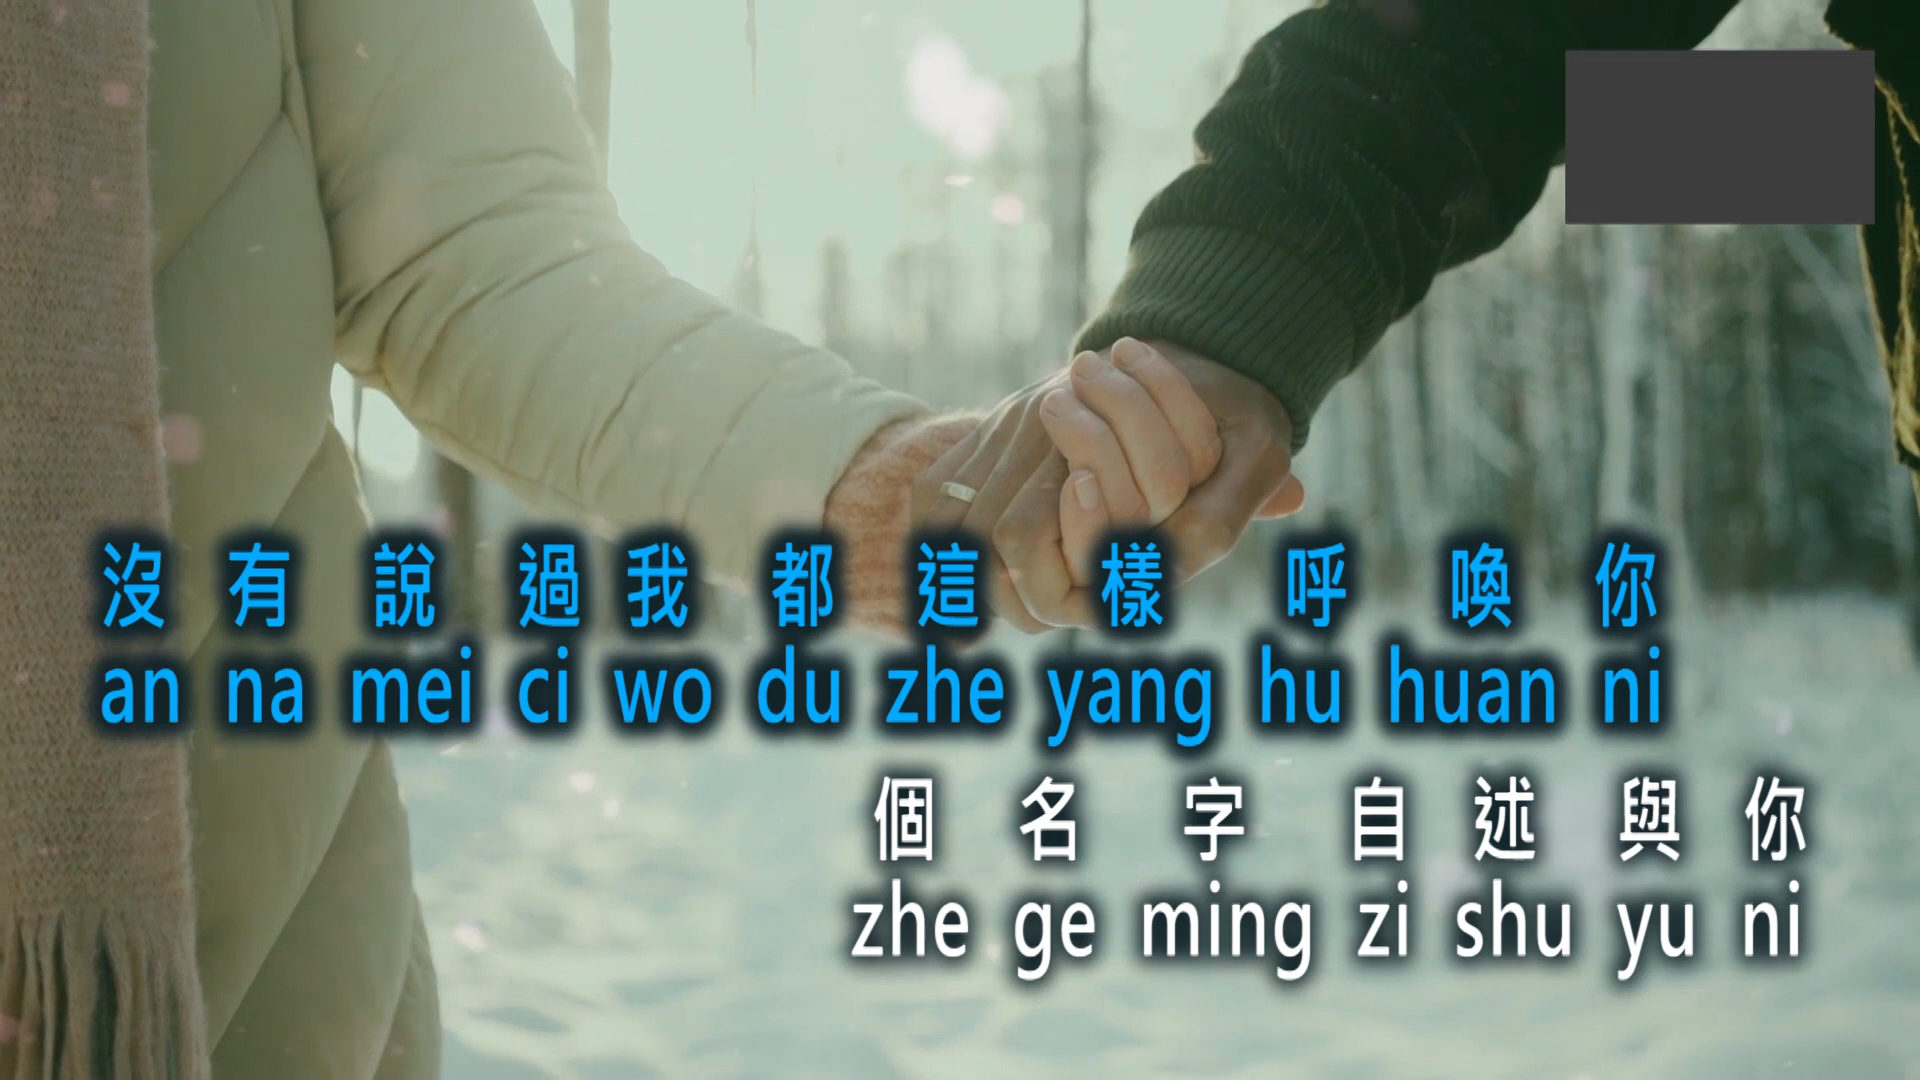 沒 有 說 過 我 都 這 樣 呼 喚 你
an na mei ci wo du zhe yang hu huan ni
個 名 字 自 述 與 你
zhe ge ming zi shu yu ni